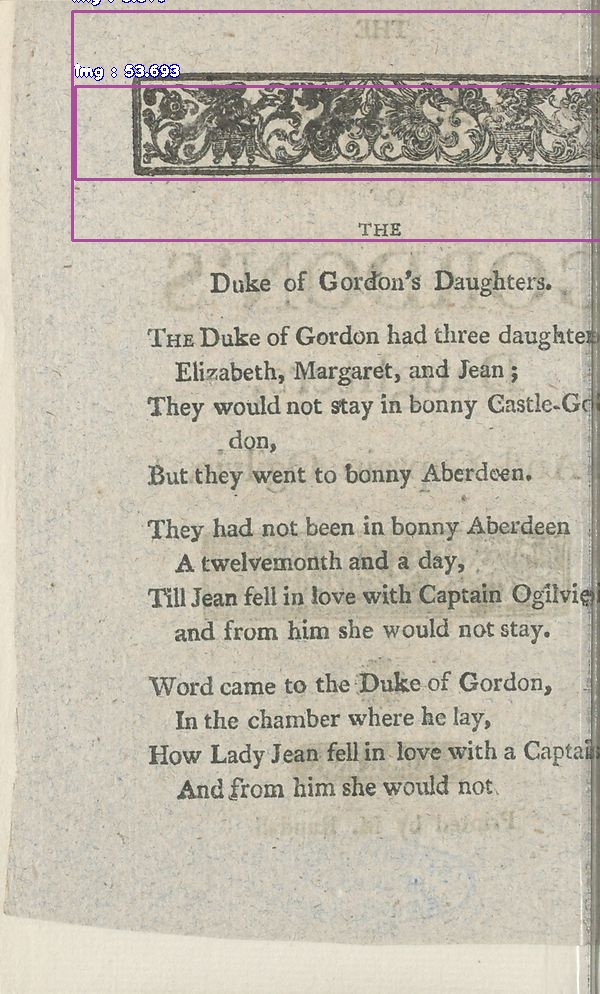 img : 53.693
THE
Duke of Gordon's Daughters.
THE Duke of Gordon had three daughter
Elizabeth, Margaret, and Jean ;
They would not stay in bonny Castle-Go
don,
But they went to bonny Aberdeen.
They had not been in bonny Aberdeen
A twelvemonth and a day,
Till Jean fell in love with Captain Ogilvie
and from him she would not stay.
Word came to the Duke of Gordon,
In the chamber where he lay,
How Lady Jean fell in love with a Captai
And from him she would not